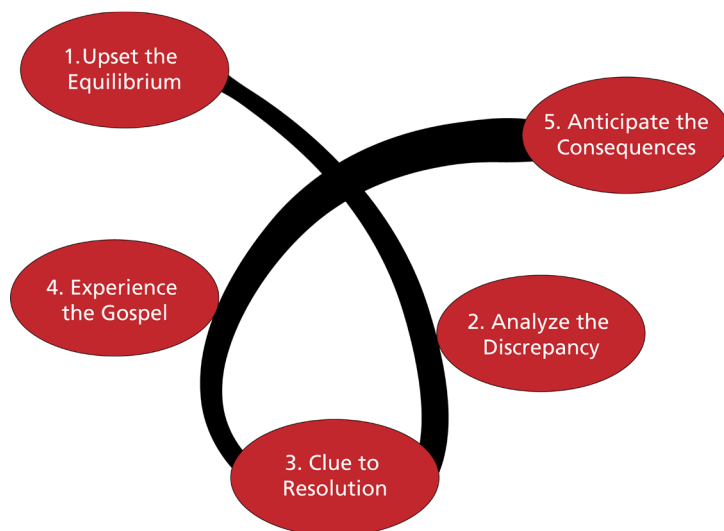 1.Upset the
Equilibrium
2. Analyze the
Discrepancy
3. Clue to
Resolution
4. Experience
the Gospel
5. Anticipate the
Consequences